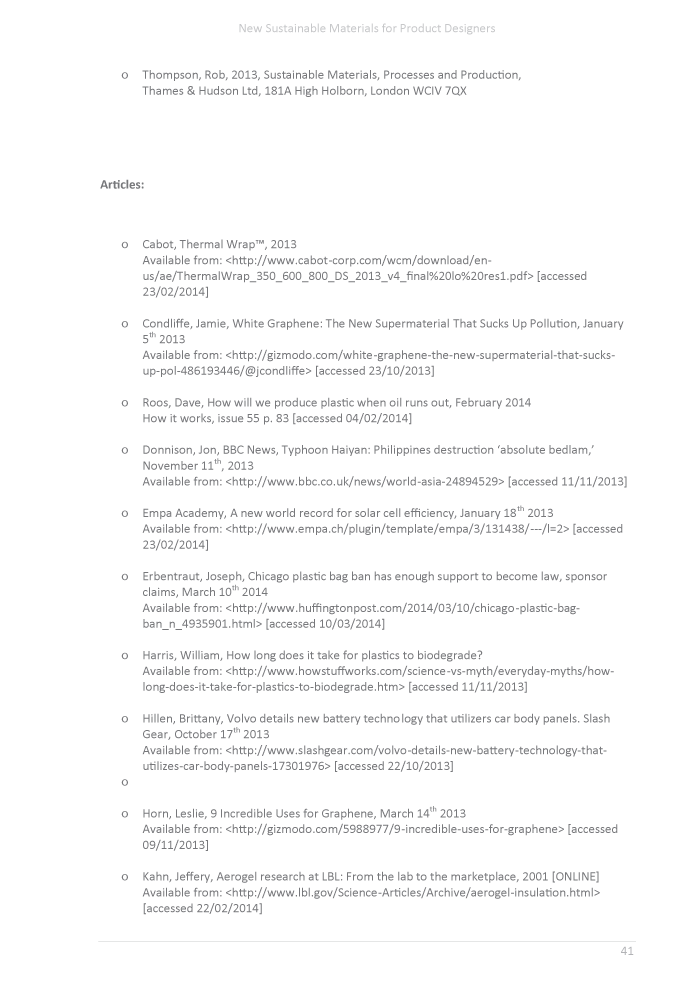 New Sustainable Materials for Product Designers
o Thompson, Rob, 2013, Sustainable Materials, Processes and Production,
Thames & Hudson Ltd, 181A High Holborn, London WCIV 7QX
Articles:
o Cabot, Thermal Wrap™, 2013
Available from: <http://www.cabot-corp.com/wcm/download/en-
us/ae/ThermalWrap_350_600_800_DS_2013_v4_final%20lo%20res1.pdf> [accessed
23/02/2014]
o Condliffe, Jamie, White Graphene: The New Supermaterial That Sucks Up Pollution, January
5th 2013
Available from: <http://gizmodo.com/white-graphene-the-new-supermaterial-that-sucks-
up-pol-486193446/@jcondliffe> [accessed 23/10/2013]
o Roos, Dave, How will we produce plastic when oil runs out, February 2014
How it works, issue 55 p. 83 [accessed 04/02/2014]
o Donnison, Jon, BBC News, Typhoon Haiyan: Philippines destruction ‘absolute bedlam,’
November 11th, 2013
Available from: <http://www.bbc.co.uk/news/world-asia-24894529> [accessed 11/11/2013]
o Empa Academy, A new world record for solar cell efficiency, January 18th 2013
Available from: <http://www.empa.ch/plugin/template/empa/3/131438/---/l=2> [accessed
23/02/2014]
o Erbentraut, Joseph, Chicago plastic bag ban has enough support to become law, sponsor
claims, March 10th 2014
Available from: <http://www.huffingtonpost.com/2014/03/10/chicago-plastic-bag-
ban_n_4935901.html> [accessed 10/03/2014]
o Harris, William, How long does it take for plastics to biodegrade?
Available from: <http://www.howstuffworks.com/science-vs-myth/everyday-myths/how-
long-does-it-take-for-plastics-to-biodegrade.htm> [accessed 11/11/2013]
o Hillen, Brittany, Volvo details new battery technology that utilizers car body panels. Slash
Gear, October 17th 2013
Available from: <http://www.slashgear.com/volvo-details-new-battery-technology-that-
utilizes-car-body-panels-17301976> [accessed 22/10/2013]
o
o Horn, Leslie, 9 Incredible Uses for Graphene, March 14th 2013
Available from: <http://gizmodo.com/5988977/9-incredible-uses-for-graphene> [accessed
09/11/2013]
o Kahn, Jeffery, Aerogel research at LBL: From the lab to the marketplace, 2001 [ONLINE]
Available from: <http://www.lbl.gov/Science-Articles/Archive/aerogel-insulation.html>
[accessed 22/02/2014]
41